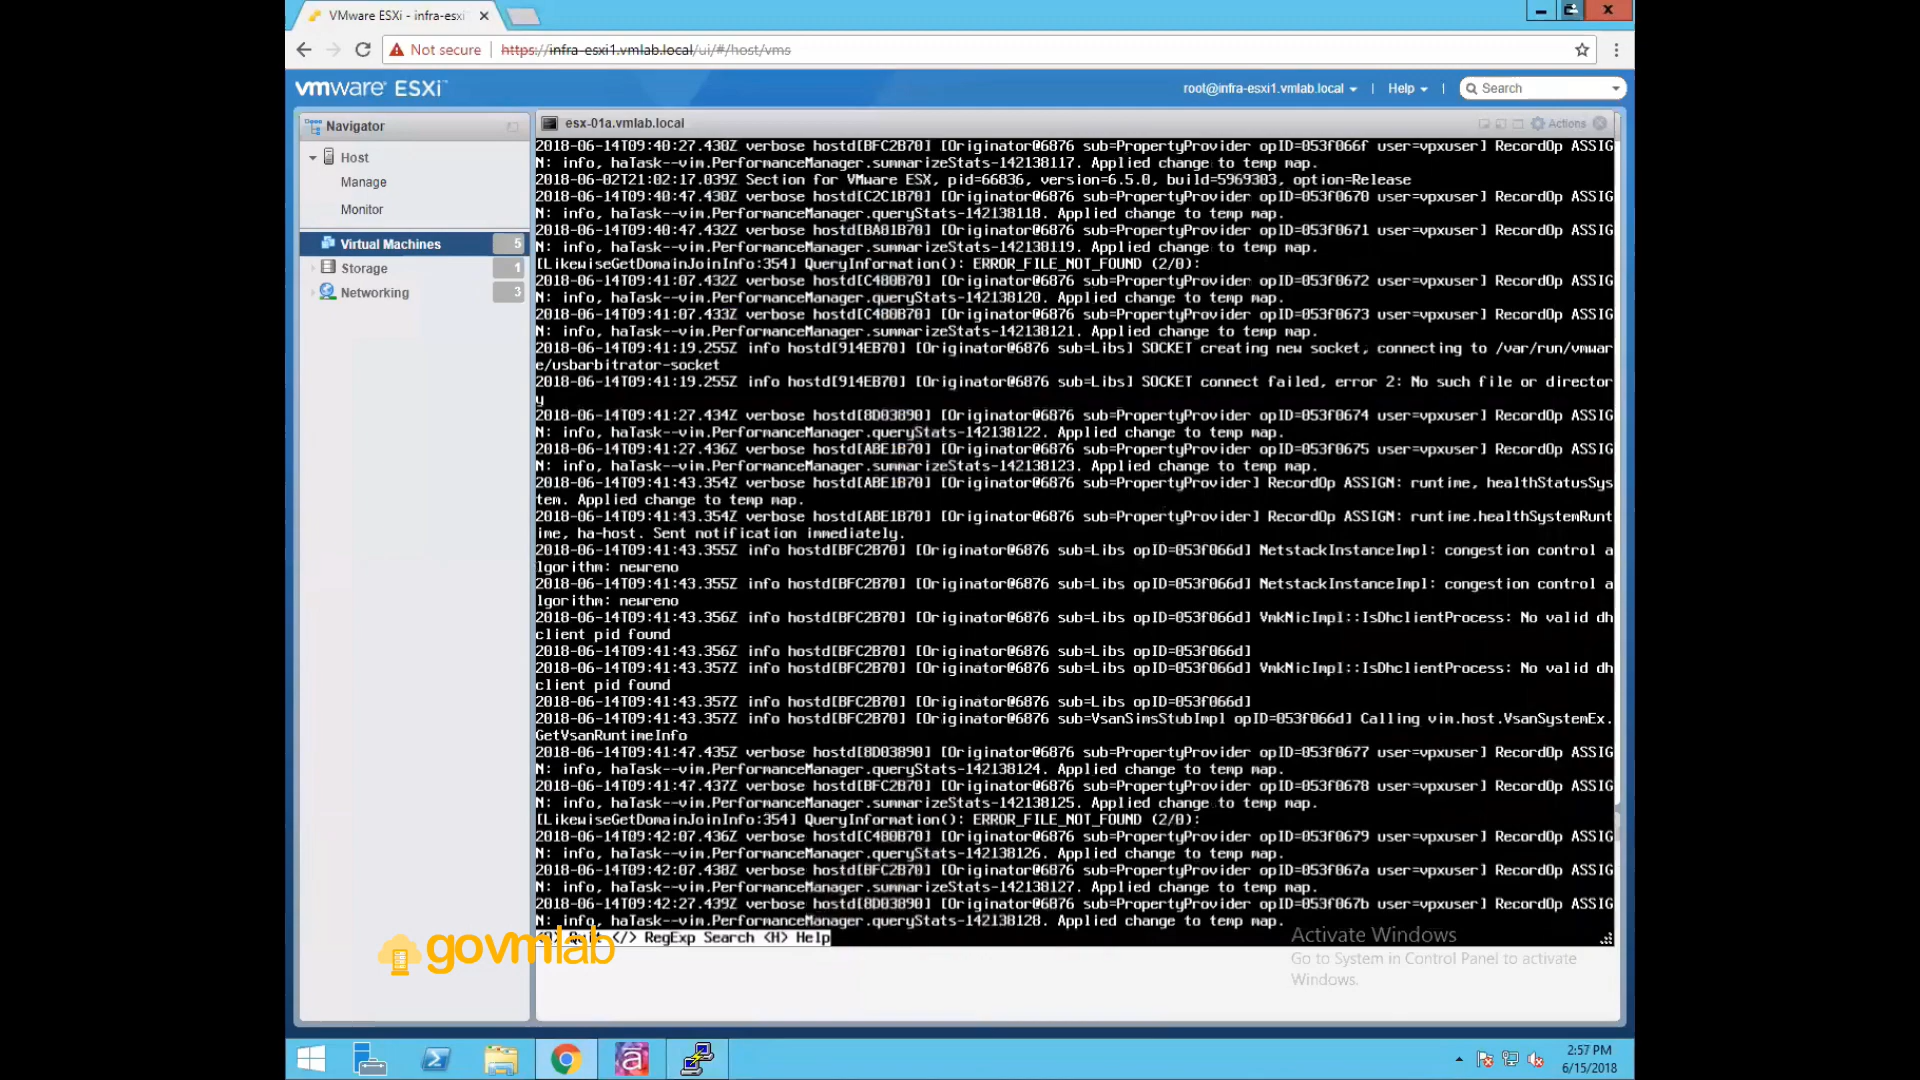 VMware ESXi - infra-esxi
Not secure
https://infra-esxi1.vmlab.local/ui/#/host/vms
vmware ESXi™
root@infra-esxi1.vmlab.local
Help
Search
Navigator
Host
Manage
Monitor
Virtual Machines 5
Storage 1
Networking 3
esx-01a.vmlab.local
Actions
2018-06-14T09:40:27.430Z verbose hostd[BFC2B70] [Originator@6876 sub=PropertyProvider opID=053f066f user=vpxuser] RecordOp ASSIG
N: info, haTask--vim.PerformanceManager.summarizeStats-142138117. Applied change to temp map.
2018-06-02T21:02:17.039Z Section for VMware ESX, pid=66836, version=6.5.0, build=5969303, option=Release
2018-06-14T09:40:47.430Z verbose hostd[C2C1B70] [Originator@6876 sub=PropertyProvider opID=053f0670 user=vpxuser] RecordOp ASSIG
N: info, haTask--vim.PerformanceManager.queryStats-142138118. Applied change to temp map.
2018-06-14T09:40:47.432Z verbose hostd[BA81B70] [Originator@6876 sub=PropertyProvider opID=053f0671 user=vpxuser] RecordOp ASSIG
N: info, haTask--vim.PerformanceManager.summarizeStats-142138119. Applied change to temp map.
[LikewiseGetDomainJoinInfo:354] QueryInformation(): ERROR_FILE_NOT_FOUND (2/0):
2018-06-14T09:41:07.432Z verbose hostd[C480B70] [Originator@6876 sub=PropertyProvider opID=053f0672 user=vpxuser] RecordOp ASSIG
N: info, haTask--vim.PerformanceManager.queryStats-142138120. Applied change to temp map.
2018-06-14T09:41:07.433Z verbose hostd[C480B70] [Originator@6876 sub=PropertyProvider opID=053f0673 user=vpxuser] RecordOp ASSIG
N: info, haTask--vim.PerformanceManager.summarizeStats-142138121. Applied change to temp map.
2018-06-14T09:41:19.255Z info hostd[914EB70] [Originator@6876 sub=Libs] SOCKET creating new socket, connecting to /var/run/vmwar
e/usbarbitrator-socket
2018-06-14T09:41:19.255Z info hostd[914EB70] [Originator@6876 sub=Libs] SOCKET connect failed, error 2: No such file or director
y
2018-06-14T09:41:27.434Z verbose hostd[8D03890] [Originator@6876 sub=PropertyProvider opID=053f0674 user=vpxuser] RecordOp ASSIG
N: info, haTask--vim.PerformanceManager.queryStats-142138122. Applied change to temp map.
2018-06-14T09:41:27.436Z verbose hostd[ABE1B70] [Originator@6876 sub=PropertyProvider opID=053f0675 user=vpxuser] RecordOp ASSIG
N: info, haTask--vim.PerformanceManager.summarizeStats-142138123. Applied change to temp map.
2018-06-14T09:41:43.354Z verbose hostd[ABE1B70] [Originator@6876 sub=PropertyProvider] RecordOp ASSIGN: runtime, healthStatusSys
tem. Applied change to temp map.
2018-06-14T09:41:43.354Z verbose hostd[ABE1B70] [Originator@6876 sub=PropertyProvider] RecordOp ASSIGN: runtime.healthSystemRunt
ime, ha-host. Sent notification immediately.
2018-06-14T09:41:43.355Z info hostd[BFC2B70] [Originator@6876 sub=Libs opID=053f066d] NetstackInstanceImpl: congestion control a
lgorithm: newreno
2018-06-14T09:41:43.355Z info hostd[BFC2B70] [Originator@6876 sub=Libs opID=053f066d] NetstackInstanceImpl: congestion control a
lgorithm: newreno
2018-06-14T09:41:43.356Z info hostd[BFC2B70] [Originator@6876 sub=Libs opID=053f066d] VmkNicImpl::IsDhclientProcess: No valid dh
client pid found
2018-06-14T09:41:43.356Z info hostd[BFC2B70] [Originator@6876 sub=Libs opID=053f066d]
2018-06-14T09:41:43.357Z info hostd[BFC2B70] [Originator@6876 sub=Libs opID=053f066d] VmkNicImpl::IsDhclientProcess: No valid dh
client pid found
2018-06-14T09:41:43.357Z info hostd[BFC2B70] [Originator@6876 sub=Libs opID=053f066d]
2018-06-14T09:41:43.357Z info hostd[BFC2B70] [Originator@6876 sub=VsanSimsStubImpl opID=053f066d] Calling vim.host.VsanSystemEx.
GetVsanRuntimeInfo
2018-06-14T09:41:47.435Z verbose hostd[8D03890] [Originator@6876 sub=PropertyProvider opID=053f0677 user=vpxuser] RecordOp ASSIG
N: info, haTask--vim.PerformanceManager.queryStats-142138124. Applied change to temp map.
2018-06-14T09:41:47.437Z verbose hostd[BFC2B70] [Originator@6876 sub=PropertyProvider opID=053f0678 user=vpxuser] RecordOp ASSIG
N: info, haTask--vim.PerformanceManager.summarizeStats-142138125. Applied change to temp map.
[LikewiseGetDomainJoinInfo:354] QueryInformation(): ERROR_FILE_NOT_FOUND (2/0):
2018-06-14T09:42:07.436Z verbose hostd[C480B70] [Originator@6876 sub=PropertyProvider opID=053f0679 user=vpxuser] RecordOp ASSIG
N: info, haTask--vim.PerformanceManager.queryStats-142138126. Applied change to temp map.
2018-06-14T09:42:07.438Z verbose hostd[BFC2B70] [Originator@6876 sub=PropertyProvider opID=053f067a user=vpxuser] RecordOp ASSIG
N: info, haTask--vim.PerformanceManager.summarizeStats-142138127. Applied change to temp map.
2018-06-14T09:42:27.439Z verbose hostd[8D03890] [Originator@6876 sub=PropertyProvider opID=053f067b user=vpxuser] RecordOp ASSIG
N: info, haTask--vim.PerformanceManager.queryStats-142138128. Applied change to temp map.
</> RegExp Search <H> Help
govmlab
Activate Windows
Go to System in Control Panel to activate
Windows.
2:57 PM
6/15/2018